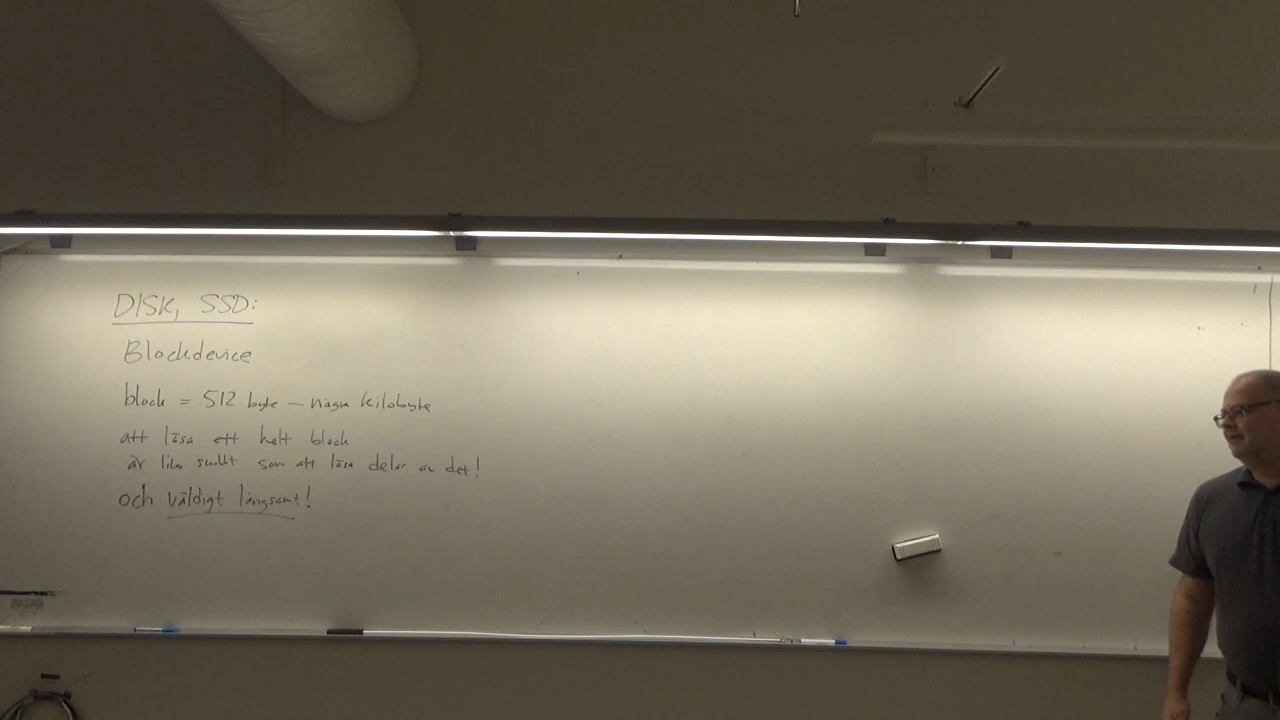 DISK, SSD:
Blockdevice
block = 512 byte – några kilobyte
att läsa ett helt block
är lika snabbt som att läsa delar av det!
och väldigt långsamt!